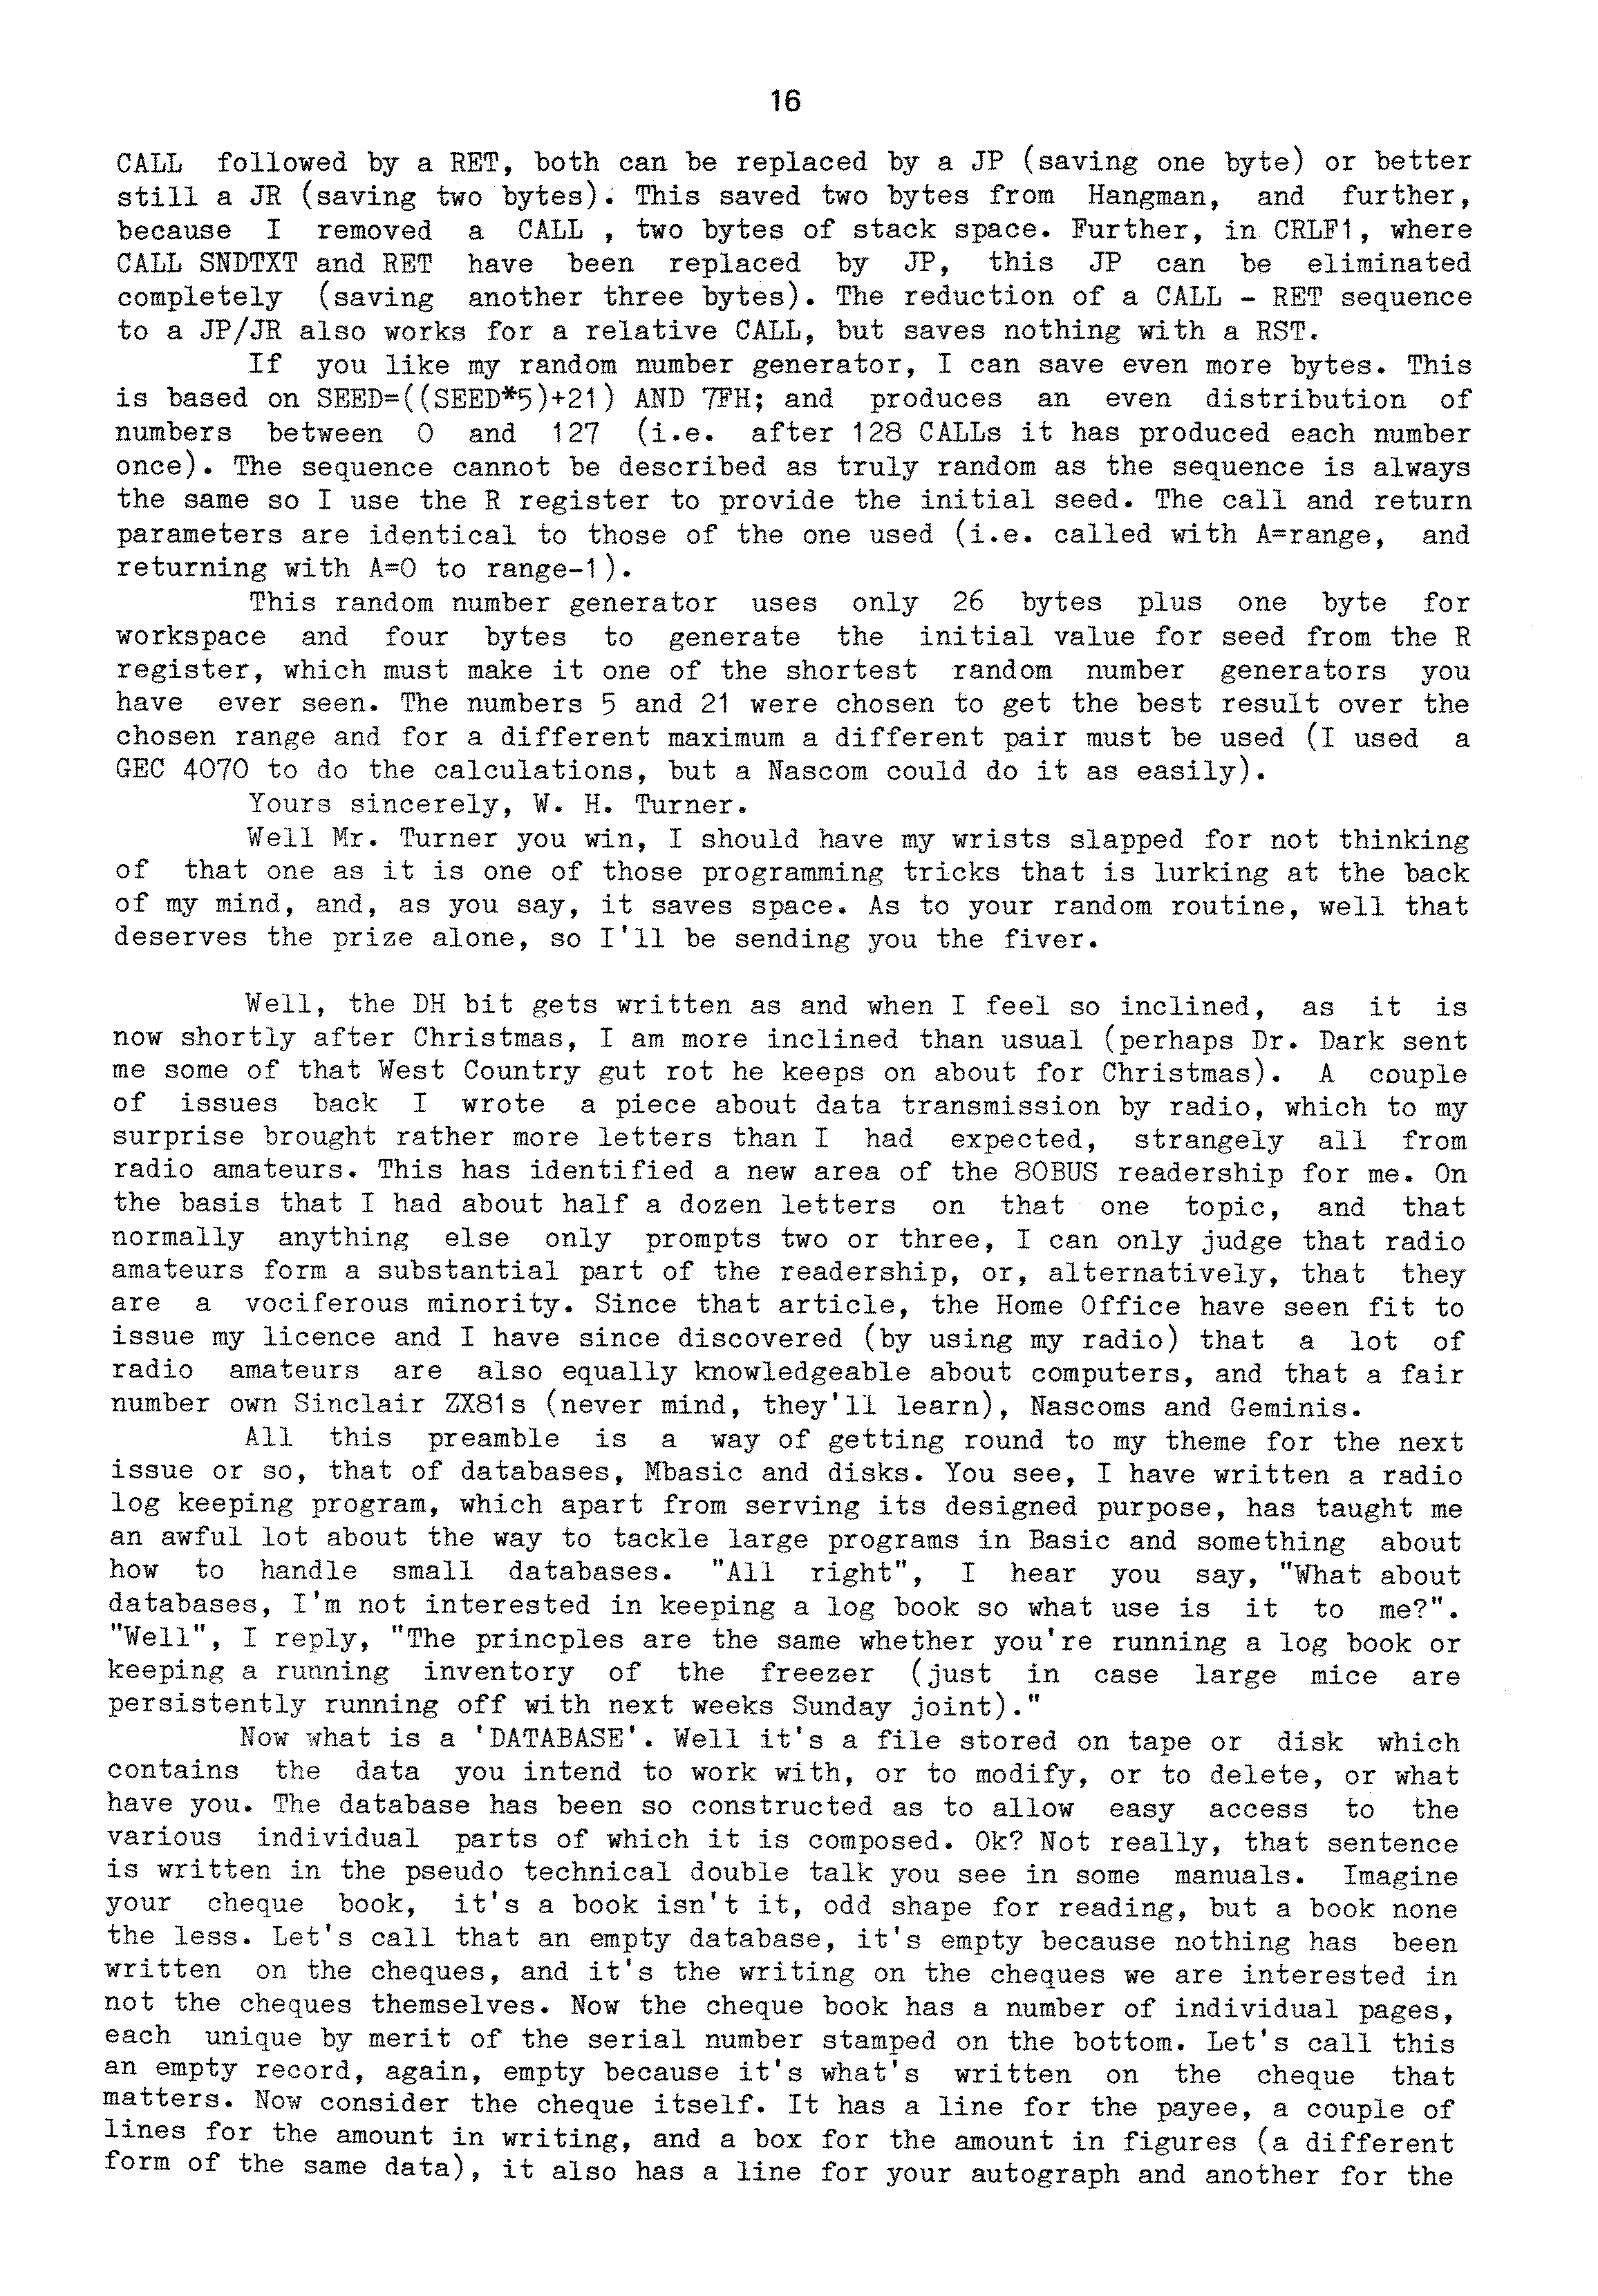 16
CALL followed by a RET, both can be replaced by a JP (saving one byte) or better
still a JR (saving two bytes). This saved two bytes from Hangman, and further,
because I removed a CALL , two bytes of stack space. Further, in CRLF1, where
CALL SNDTXT and RET have been replaced by JP, this JP can be eliminated
completely (saving another three bytes). The reduction of a CALL - RET sequence
to a JP/JR also works for a relative CALL, but saves nothing with a RST.
If you like my random number generator, I can save even more bytes. This
is based on SEED=((SEED*5)+21) AND 7FH; and produces an even distribution of
numbers between 0 and 127 (i.e. after 128 CALLs it has produced each number
once). The sequence cannot be described as truly random as the sequence is always
the same so I use the R register to provide the initial seed. The call and return
parameters are identical to those of the one used (i.e. called with A=range, and
returning with A=0 to range-1).
This random number generator uses only 26 bytes plus one byte for
workspace and four bytes to generate the initial value for seed from the R
register, which must make it one of the shortest random number generators you
have ever seen. The numbers 5 and 21 were chosen to get the best result over the
chosen range and for a different maximum a different pair must be used (I used a
GEC 4070 to do the calculations, but a Nascom could do it as easily).
Yours sincerely, W. H. Turner.
Well Mr. Turner you win, I should have my wrists slapped for not thinking
of that one as it is one of those programming tricks that is lurking at the back
of my mind, and, as you say, it saves space. As to your random routine, well that
deserves the prize alone, so I'll be sending you the fiver.
Well, the DH bit gets written as and when I feel so inclined, as it is
now shortly after Christmas, I am more inclined than usual (perhaps Dr. Dark sent
me some of that West Country gut rot he keeps on about for Christmas). A couple
of issues back I wrote a piece about data transmission by radio, which to my
surprise brought rather more letters than I had expected, strangely all from
radio amateurs. This has identified a new area of the 80BUS readership for me. On
the basis that I had about half a dozen letters on that one topic, and that
normally anything else only prompts two or three, I can only judge that radio
amateurs form a substantial part of the readership, or, alternatively, that they
are a vociferous minority. Since that article, the Home Office have seen fit to
issue my licence and I have since discovered (by using my radio) that a lot of
radio amateurs are also equally knowledgeable about computers, and that a fair
number own Sinclair ZX81s (never mind, they'll learn), Nascoms and Geminis.
All this preamble is a way of getting round to my theme for the next
issue or so, that of databases, Mbasic and disks. You see, I have written a radio
log keeping program, which apart from serving its designed purpose, has taught me
an awful lot about the way to tackle large programs in Basic and something about
how to handle small databases. "All right", I hear you say, "What about
databases, I'm not interested in keeping a log book so what use is it to me?".
"Well", I reply, "The princples are the same whether you're running a log book or
keeping a running inventory of the freezer (just in case large mice are
persistently running off with next weeks Sunday joint)."
Now what is a 'DATABASE'. Well it's a file stored on tape or disk which
contains the data you intend to work with, or to modify, or to delete, or what
have you. The database has been so constructed as to allow easy access to the
various individual parts of which it is composed. Ok? Not really, that sentence
is written in the pseudo technical double talk you see in some manuals. Imagine
your cheque book, it's a book isn't it, odd shape for reading, but a book none
the less. Let's call that an empty database, it's empty because nothing has been
written on the cheques, and it's the writing on the cheques we are interested in
not the cheques themselves. Now the cheque book has a number of individual pages,
each unique by merit of the serial number stamped on the bottom. Let's call this
an empty record, again, empty because it's what's written on the cheque that
matters. Now consider the cheque itself. It has a line for the payee, a couple of
lines for the amount in writing, and a box for the amount in figures (a different
form of the same data), it also has a line for your autograph and another for the